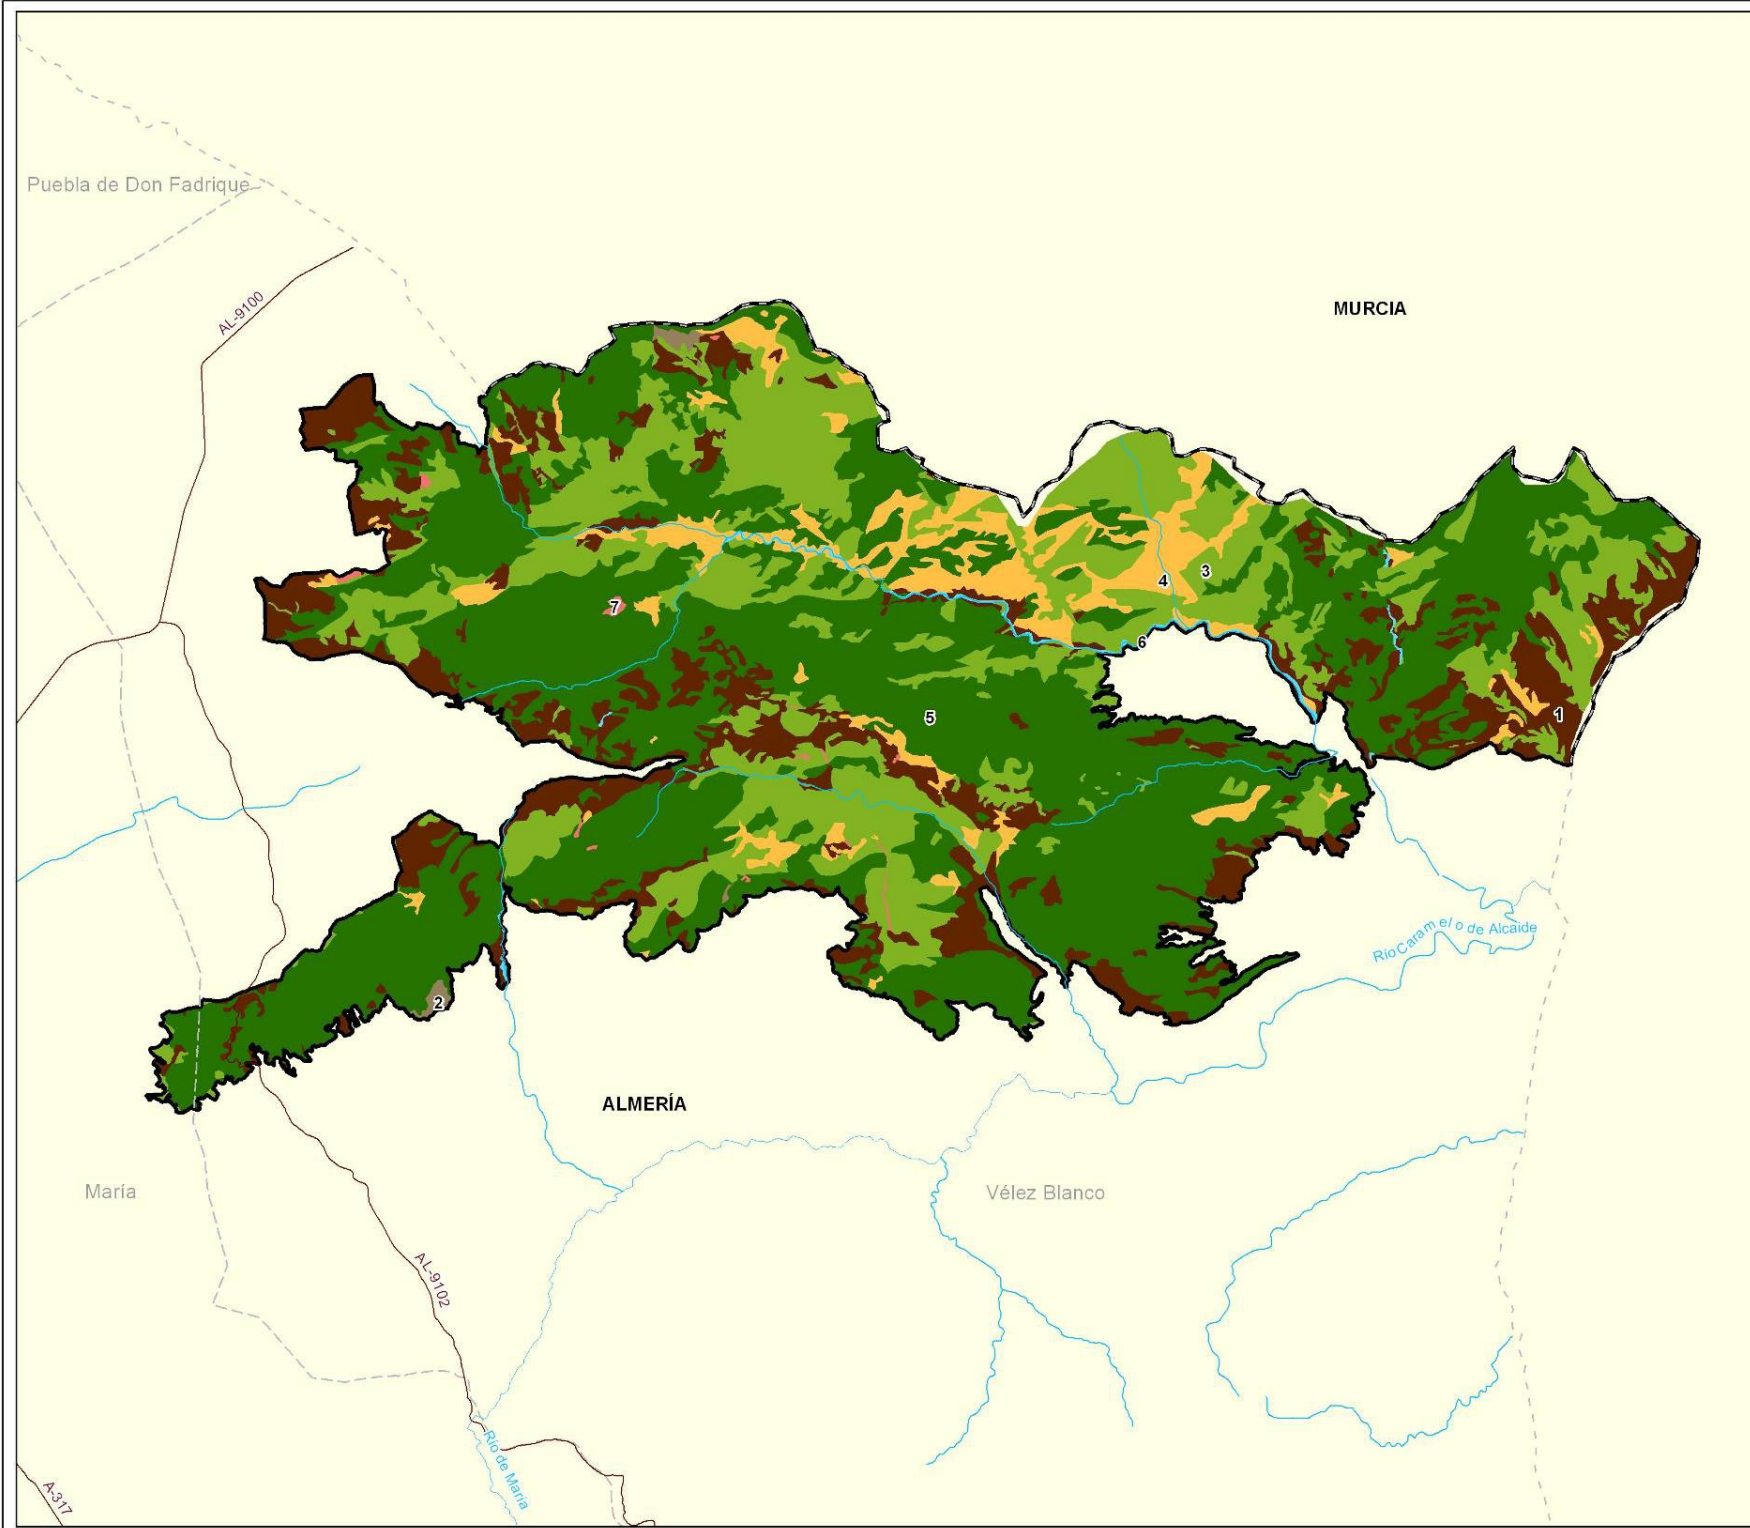 Puebla de Don Fadrique
AL-9100
MURCIA
7
4
3
6
5
1
2
Río Caramelo de Alcaide
ALMERÍA
María
Vélez Blanco
AL-9102
Río de María
A-317